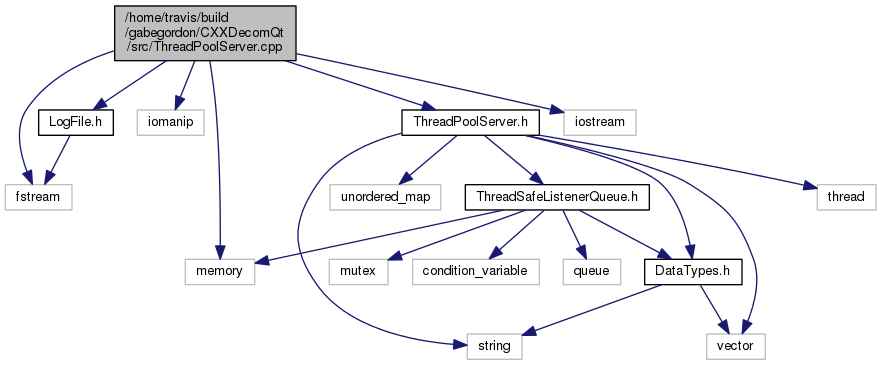 /home/travis/build
/gabegordon/CXXDecomQt
/src/ThreadPoolServer.cpp
LogFile.h
iomanip
ThreadPoolServer.h
iostream
fstream
unordered_map
ThreadSafeListenerQueue.h
thread
memory
mutex
condition_variable
queue
DataTypes.h
string
vector